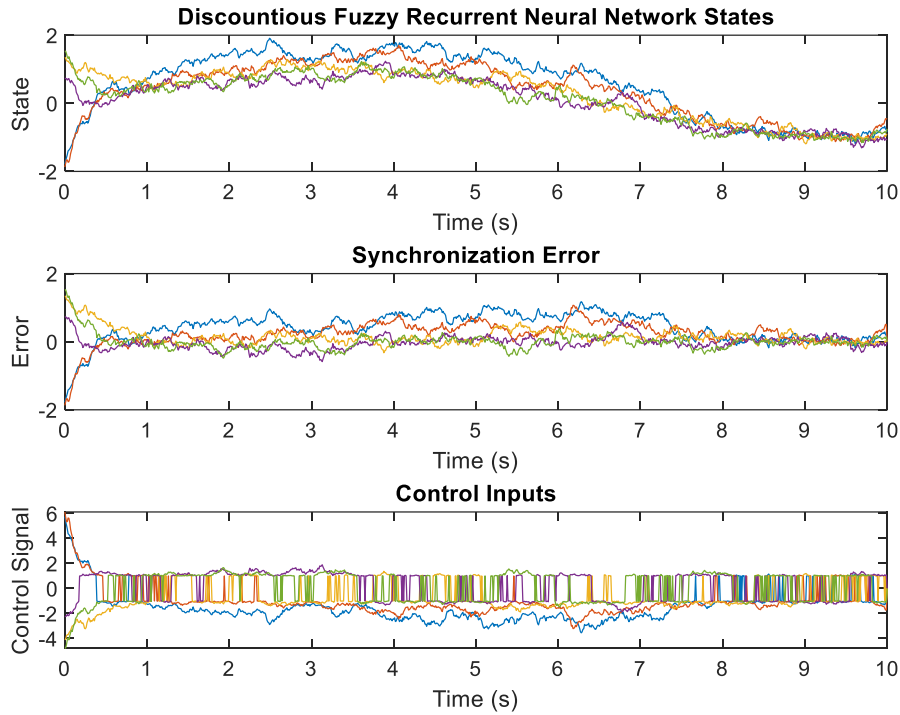 Discountious Fuzzy Recurrent Neural Network States
State
2
0
-2
0 1 2 3 4 5 6 7 8 9 10
Time (s)
Synchronization Error
Error
2
0
-2
0 1 2 3 4 5 6 7 8 9 10
Time (s)
Control Inputs
Control Signal
6
4
2
0
-2
-4
0 1 2 3 4 5 6 7 8 9 10
Time (s)